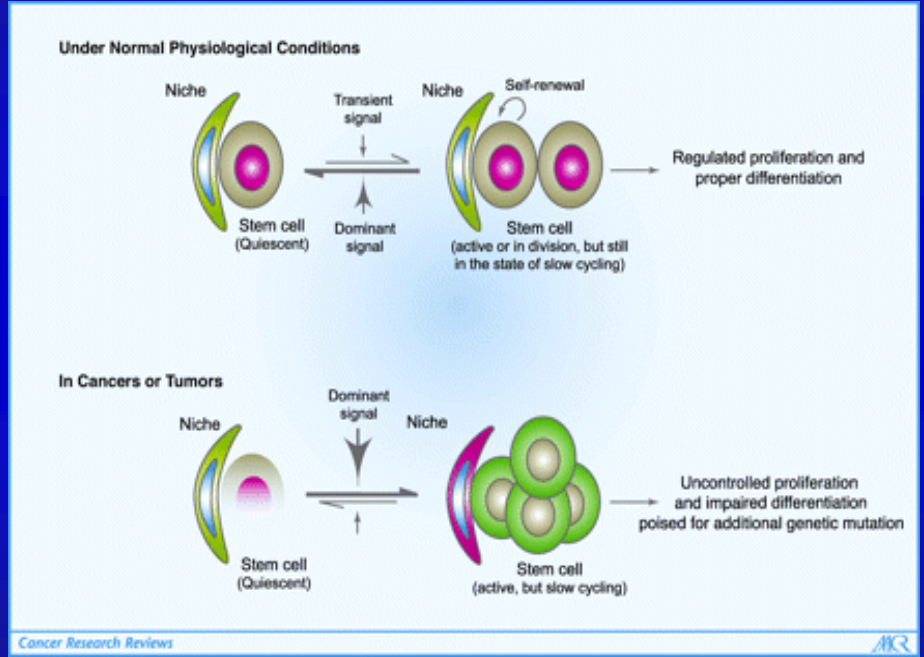 Under Normal Physiological Conditions
Niche
Transient
signal
Niche
Self-renewal
Regulated proliferation and
proper differentiation
Stem cell
(Quiescent)
Dominant
signal
Stem cell
(active or in division, but still
in the state of slow cycling)
In Cancers or Tumors
Niche
Dominant
signal
Niche
Uncontrolled proliferation
and impaired differentiation
poised for additional genetic mutation
Stem cell
(Quiescent)
Stem cell
(active, but slow cycling)
Cancer Research Reviews